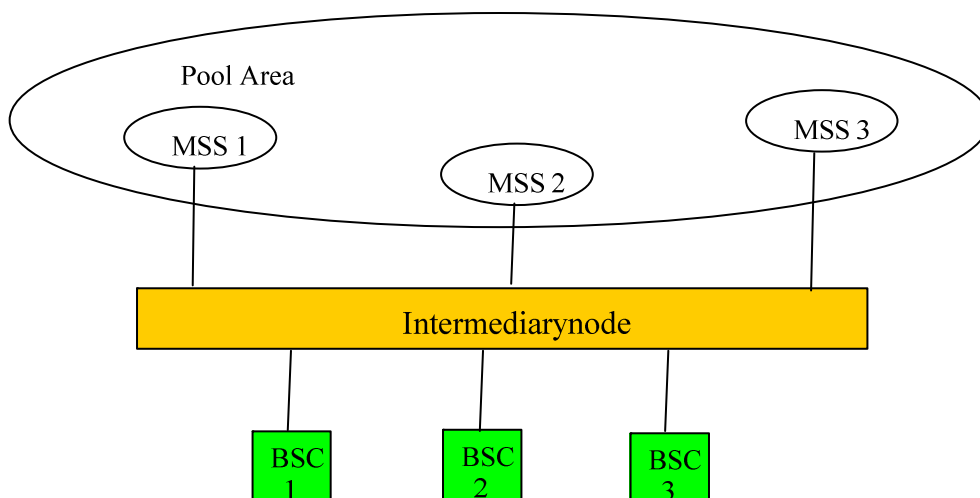 Pool Area
MSS 1
MSS 2
MSS 3
Intermediarynode
BSC
1
BSC
2
BSC
3